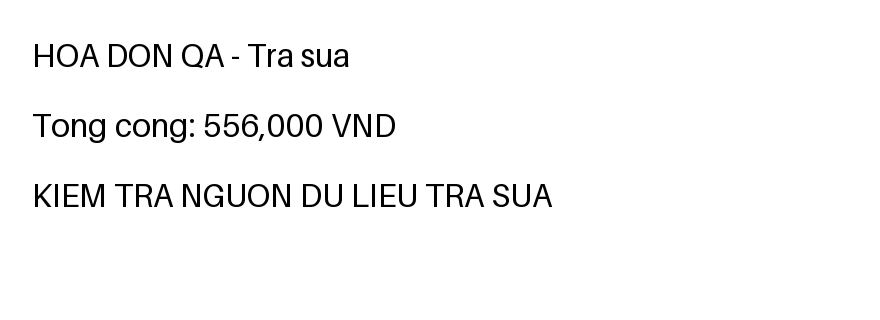 HOA DON QA - Tra sua
Tong cong: 556,000 VND
KIEM TRA NGUON DU LIEU TRA SUA